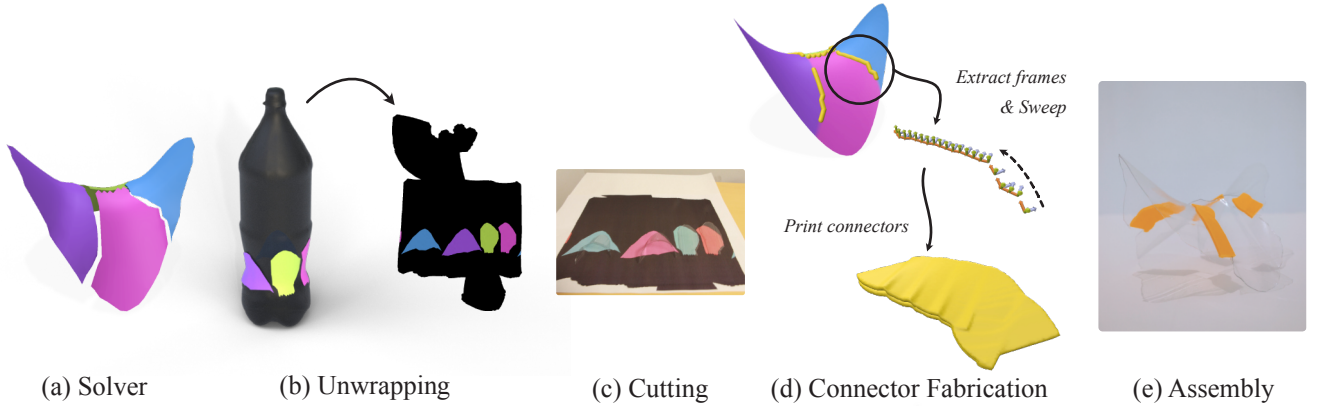 Extract frames
& Sweep
Print connectors
(a) Solver
(b) Unwrapping
(c) Cutting
(d) Connector Fabrication
(e) Assembly